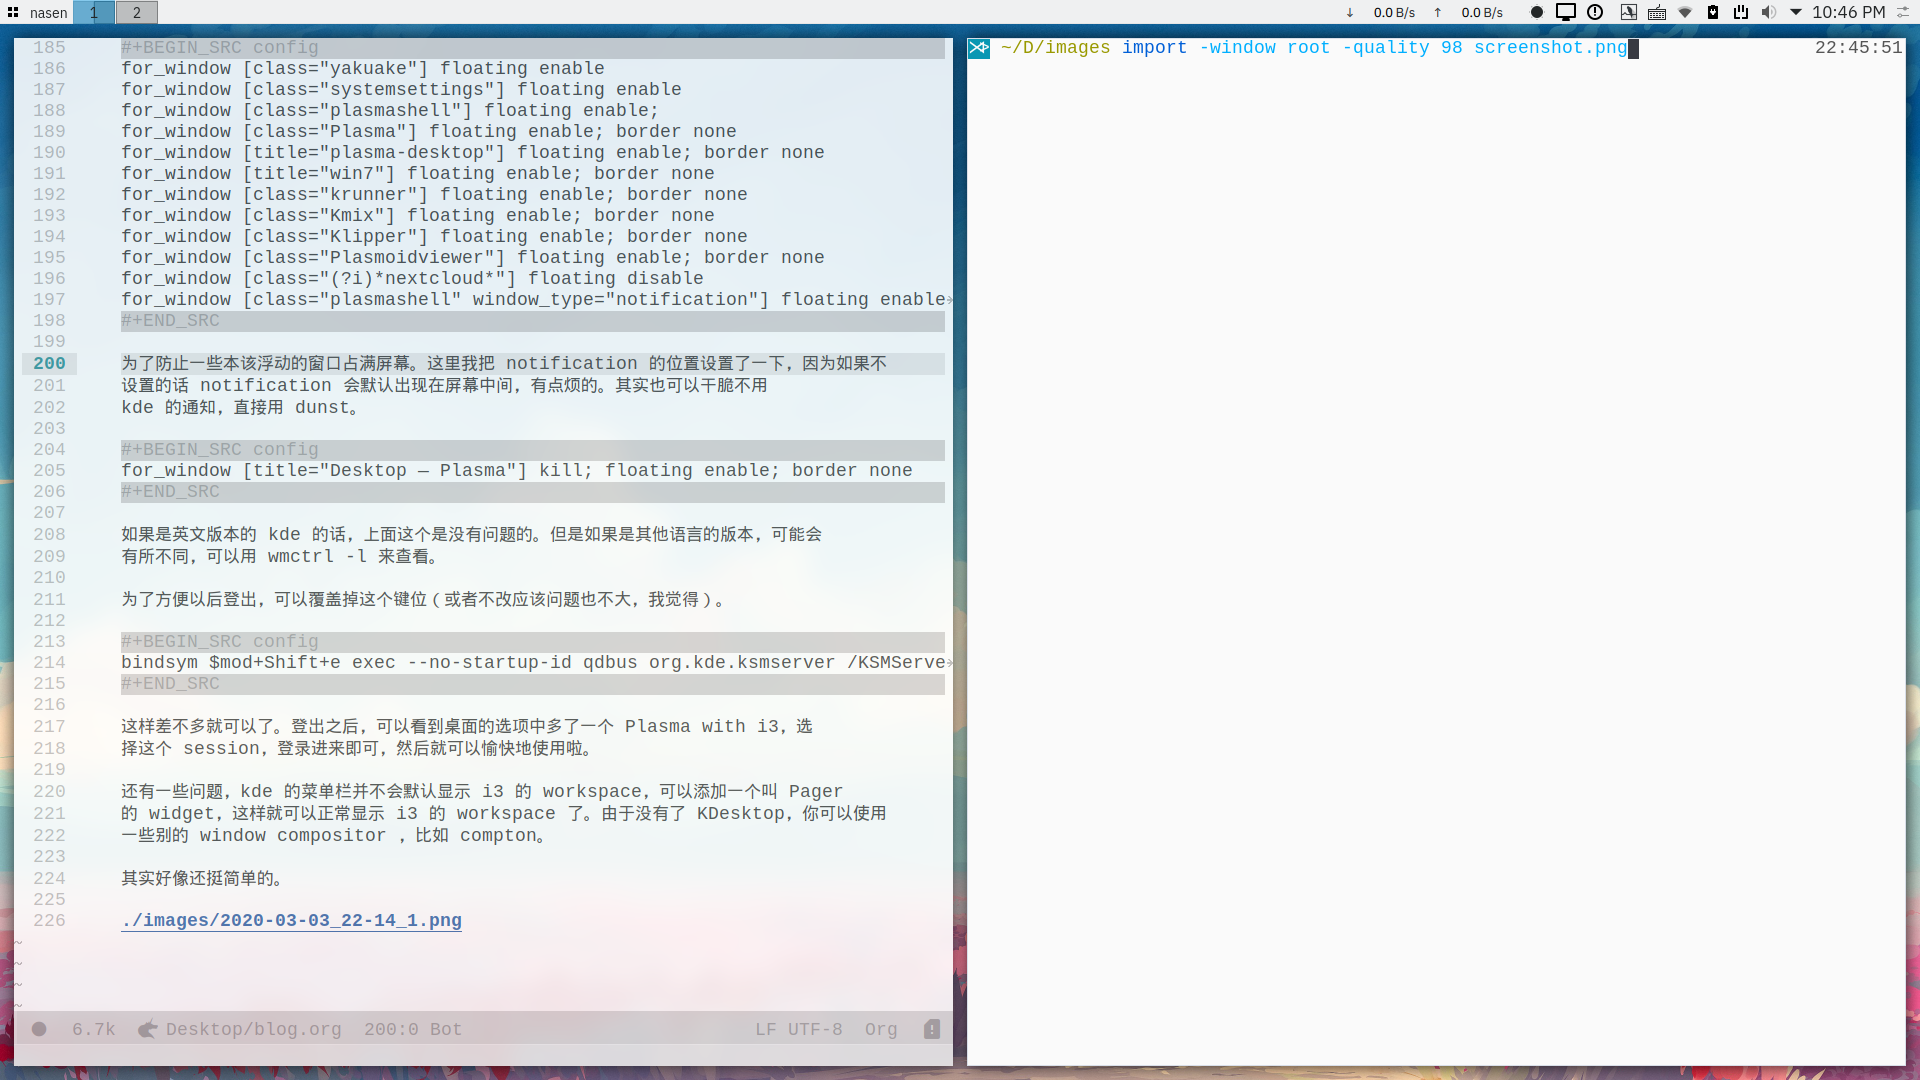 nasen 1 2 ↓ 0.0 B/s ↑ 0.0 B/s 10:46 PM
185 #+BEGIN_SRC config
186 for_window [class="yakuake"] floating enable
187 for_window [class="systemsettings"] floating enable
188 for_window [class="plasmashell"] floating enable;
189 for_window [class="Plasma"] floating enable; border none
190 for_window [title="plasma-desktop"] floating enable; border none
191 for_window [title="win7"] floating enable; border none
192 for_window [class="krunner"] floating enable; border none
193 for_window [class="Kmix"] floating enable; border none
194 for_window [class="Klipper"] floating enable; border none
195 for_window [class="Plasmoidviewer"] floating enable; border none
196 for_window [class="(?i)*nextcloud*"] floating disable
197 for_window [class="plasmashell" window_type="notification"] floating enable
198 #+END_SRC
199
200 为了防止一些本该浮动的窗口占满屏幕。这里我把 notification 的位置设置了一下，因为如果不
201 设置的话 notification 会默认出现在屏幕中间，有点烦的。其实也可以干脆不用
202 kde 的通知，直接用 dunst。
203
204 #+BEGIN_SRC config
205 for_window [title="Desktop — Plasma"] kill; floating enable; border none
206 #+END_SRC
207
208 如果是英文版本的 kde 的话，上面这个是没有问题的。但是如果是其他语言的版本，可能会
209 有所不同，可以用 wmctrl -l 来查看。
210
211 为了方便以后登出，可以覆盖掉这个键位（或者不改应该问题也不大，我觉得）。
212
213 #+BEGIN_SRC config
214 bindsym $mod+Shift+e exec --no-startup-id qdbus org.kde.ksmserver /KSMServe
215 #+END_SRC
216
217 这样差不多就可以了。登出之后，可以看到桌面的选项中多了一个 Plasma with i3，选
218 择这个 session，登录进来即可，然后就可以愉快地使用啦。
219
220 还有一些问题，kde 的菜单栏并不会默认显示 i3 的 workspace，可以添加一个叫 Pager
221 的 widget，这样就可以正常显示 i3 的 workspace 了。由于没有了 KDesktop，你可以使用
222 一些别的 window compositor ，比如 compton。
223
224 其实好像还挺简单的。
225
226 ./images/2020-03-03_22-14_1.png
~
~
~
~
6.7k Desktop/blog.org 200:0 Bot LF UTF-8 Org
~/D/images import -window root -quality 98 screenshot.png 22:45:51